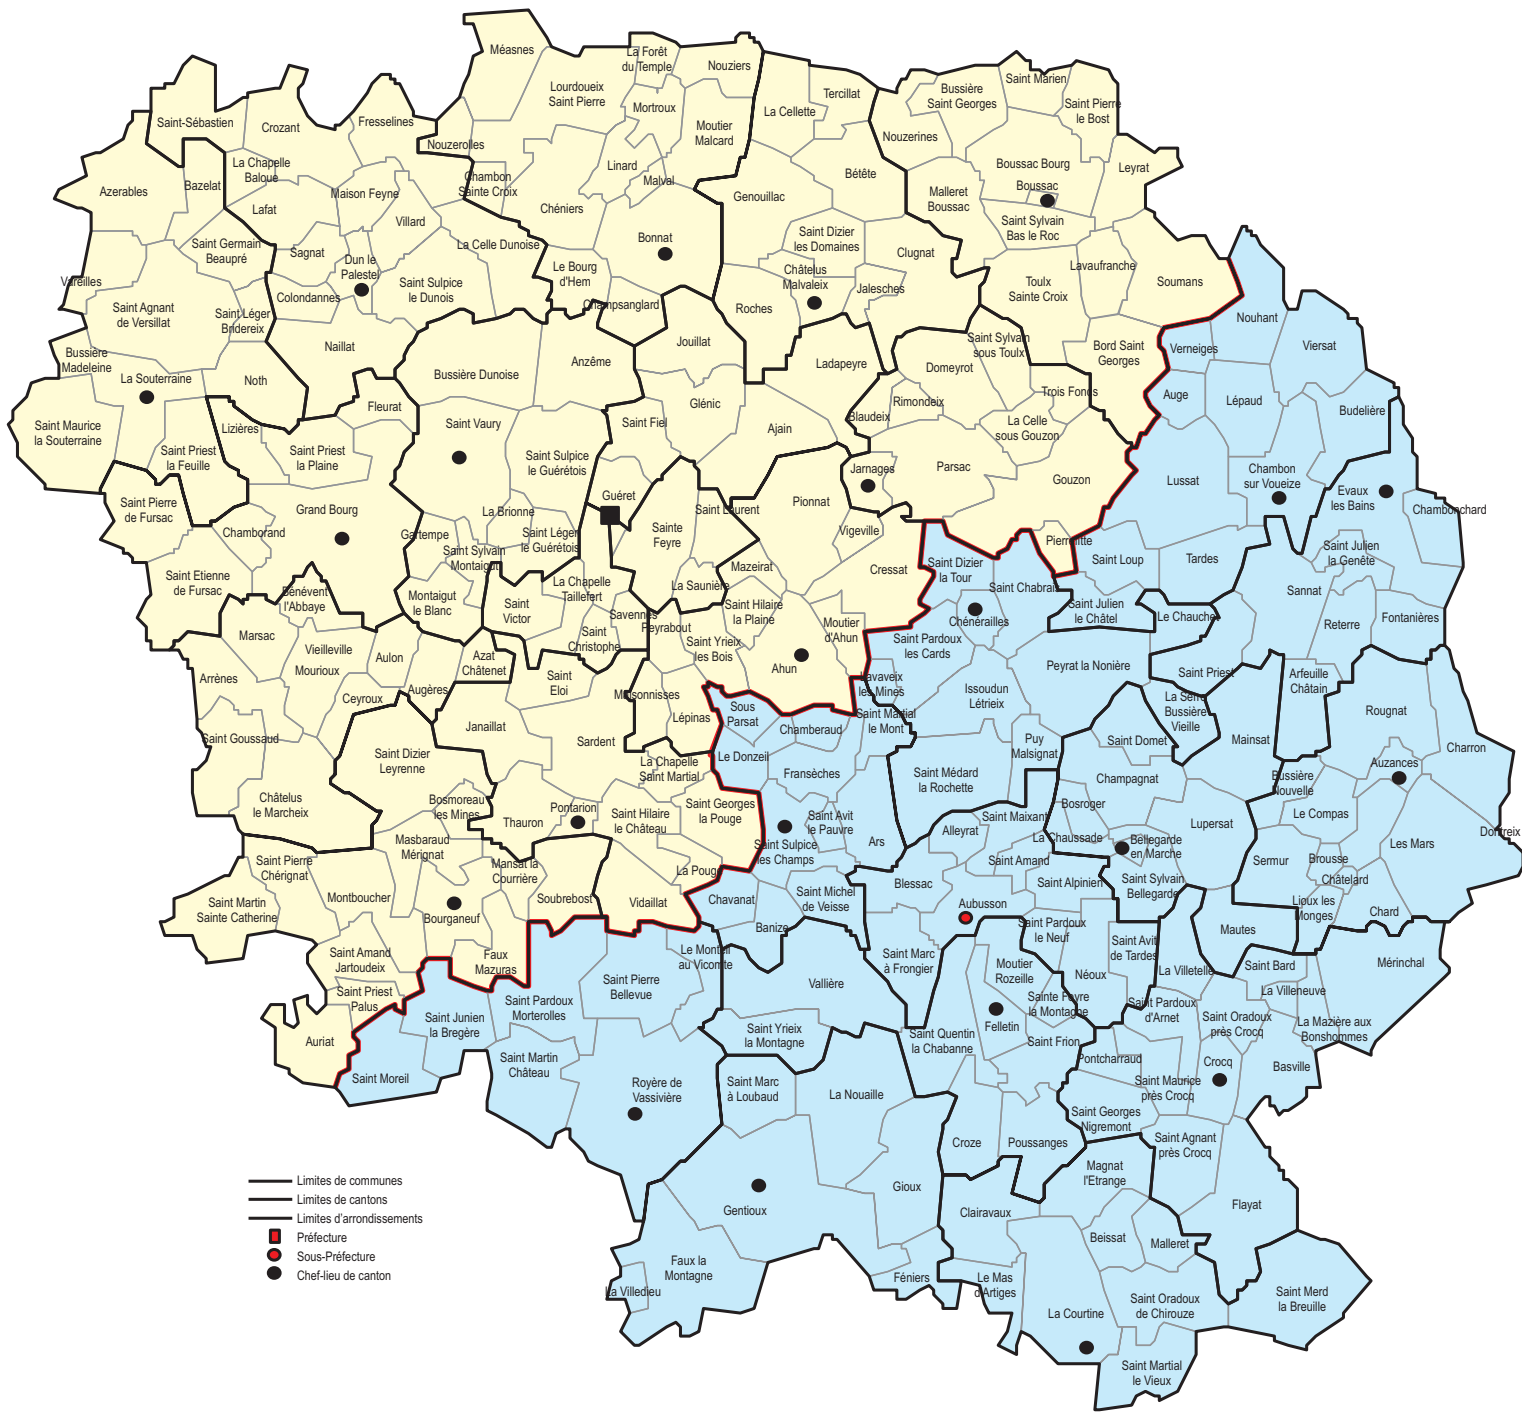 Méasnes
La Forêt
du Temple
Nouziers
Lourdoueix
Saint Pierre
Mortroux
Moutier
Malcard
La Cellette
Tercillat
Bussière
Saint Georges
Saint Marien
Saint Pierre
le Bost
Saint-Sébastien
Crozant
Fresselines
Nouzerolles
Nouzerines
Boussac Bourg
Leyrat
La Chapelle
Baloue
Azerables
Bazelat
Maison Feyne
Chambon
Sainte Croix
Linard
Malval
Bétête
Genouillac
Malleret
Boussac
Boussac
Lafat
Villard
Chéniers
Saint Sylvain
Bas le Roc
Saint Germain
Beaupré
Sagnat
Dun le
Palestel
La Celle Dunoise
Bonnat
Saint Dizier
les Domaines
Clugnat
Le Bourg
d'Hem
Châtelus
Malvaleix
Jalesches
Toulx
Sainte Croix
Lavaufranche
Soumans
Vareilles
Colondannes
Saint Sulpice
le Dunois
Champsanglard
Roches
Saint Agnant
de Versillat
Saint Léger
Bridereix
Nouhant
Naillat
Anzême
Jouillat
Ladapeyre
Saint Sylvain
sous Toulx
Bord Saint
Georges
Verneiges
Viersat
Bussière
Madeleine
La Souterraine
Noth
Bussière Dunoise
Domeyrot
Auge
Lépaud
Budelière
Fleurat
Glénic
Rimondeix
Trois Fonds
Blaudeix
La Celle
sous Gouzon
Saint Maurice
la Souterraine
Lizières
Saint Vaury
Saint Fiel
Ajain
Saint Priest
la Feuille
Saint Priest
la Plaine
Saint Sulpice
le Guérétois
Jarnages
Parsac
Gouzon
Lussat
Chambon
sur Voueize
Evaux
les Bains
Chambonchard
Saint Pierre
de Fursac
Grand Bourg
Guéret
Pionnat
Saint Laurent
Chamborand
La Brionne
Gartempe
Saint Léger
le Guérétois
Sainte
Feyre
Vigeville
Pierrefitte
Saint Julien
la Genête
Saint Sylvain
Montaigut
Mazeirat
Cressat
Saint Dizier
la Tour
Saint Loup
Tardes
Saint Etienne
de Fursac
Bénévent
l'Abbaye
Montaigut
le Blanc
La Chapelle
Taillefert
La Saunière
Saint Chabrais
Sannat
Saint
Victor
Savennes
Saint Hilaire
la Plaine
Chénérailles
Saint Julien
le Châtel
Le Chauchet
Reterre
Fontanières
Marsac
Saint
Christophe
Peyrabout
Moutier
d'Ahun
Saint Pardoux
les Cards
Vieilleville
Mourioux
Aulon
Azat
Châtenet
Saint Yrieix
les Bois
Ahun
Peyrat la Nonière
Saint Priest
Arfeuille
Châtain
Arrènes
Ceyroux
Augères
Saint
Eloi
Maisonnisses
Lavaveix
les Mines
Issoudun
Létrieix
La Serre
Bussière
Vieille
Rougnat
Saint Goussaud
Janaillat
Sardent
Lépinas
Sous
Parsat
Chamberaud
Saint Martial
le Mont
Puy
Malsignat
Saint Domet
Mainsat
Charron
Saint Dizier
Leyrenne
La Chapelle
Saint Martial
Le Donzeil
Fransèches
Saint Médard
la Rochette
Champagnat
Bussière
Nouvelle
Auzances
Châtelus
le Marcheix
Bosmoreau
les Mines
Thauron
Pontarion
Saint Hilaire
le Château
Saint Georges
la Pouge
Saint Avit
le Pauvre
Saint Maixant
Bosroger
Lupersat
Le Compas
Dontreix
Masbaraud
Mérignat
Saint Sulpice
les Champs
Ars
Alleyrat
La Chaussade
Bellegarde
en Marche
Les Mars
Saint Pierre
Chérignat
Mansat la
Courrière
La Pouge
Saint Amand
Sermur
Brousse
Châtelard
Montboucher
Soubrebost
Vidaillat
Chavanat
Saint Michel
de Veisse
Blessac
Saint Alpinien
Saint Sylvain
Bellegarde
Lioux les
Monges
Chard
Saint Martin
Sainte Catherine
Bourganeuf
Banize
Aubusson
Saint Pardoux
le Neuf
Mautes
Saint Amand
Jartoudeix
Faux
Mazuras
Le Monteil
au Vicomte
Saint Marc
à Frongier
Moutier
Rozeille
Saint Avit
de Tardes
La Villetelle
Saint Bard
Mérinchal
Saint Priest
Palus
Saint Pierre
Bellevue
Vallière
Néoux
La Villeneuve
Saint Pardoux
Morterolles
Sainte Feyre
la Montagne
Saint Pardoux
d'Arnet
Saint Oradoux
près Crocq
La Mazière aux
Bonshommes
Auriat
Saint Junien
la Bregère
Saint Yrieix
la Montagne
Saint Quentin
la Chabanne
Felletin
Saint Frion
Saint Moreil
Saint Martin
Château
Royère de
Vassivière
Saint Marc
à Loubaud
La Nouaille
Pontcharraud
Saint Maurice
près Crocq
Crocq
Basville
Croze
Poussanges
Saint Georges
Nigremont
Saint Agnant
près Crocq
Gioux
Magnat
l'Etrange
Gentioux
Clairavaux
Flayat
Beissat
Malleret
Faux la
Montagne
La Villedieu
Féniers
Le Mas
d'Artiges
La Courtine
Saint Oradoux
de Chirouze
Saint Merd
la Breuille
Saint Martial
le Vieux
Limites de communes
Limites de cantons
Limites d'arrondissements
Préfecture
Sous-Préfecture
Chef-lieu de canton